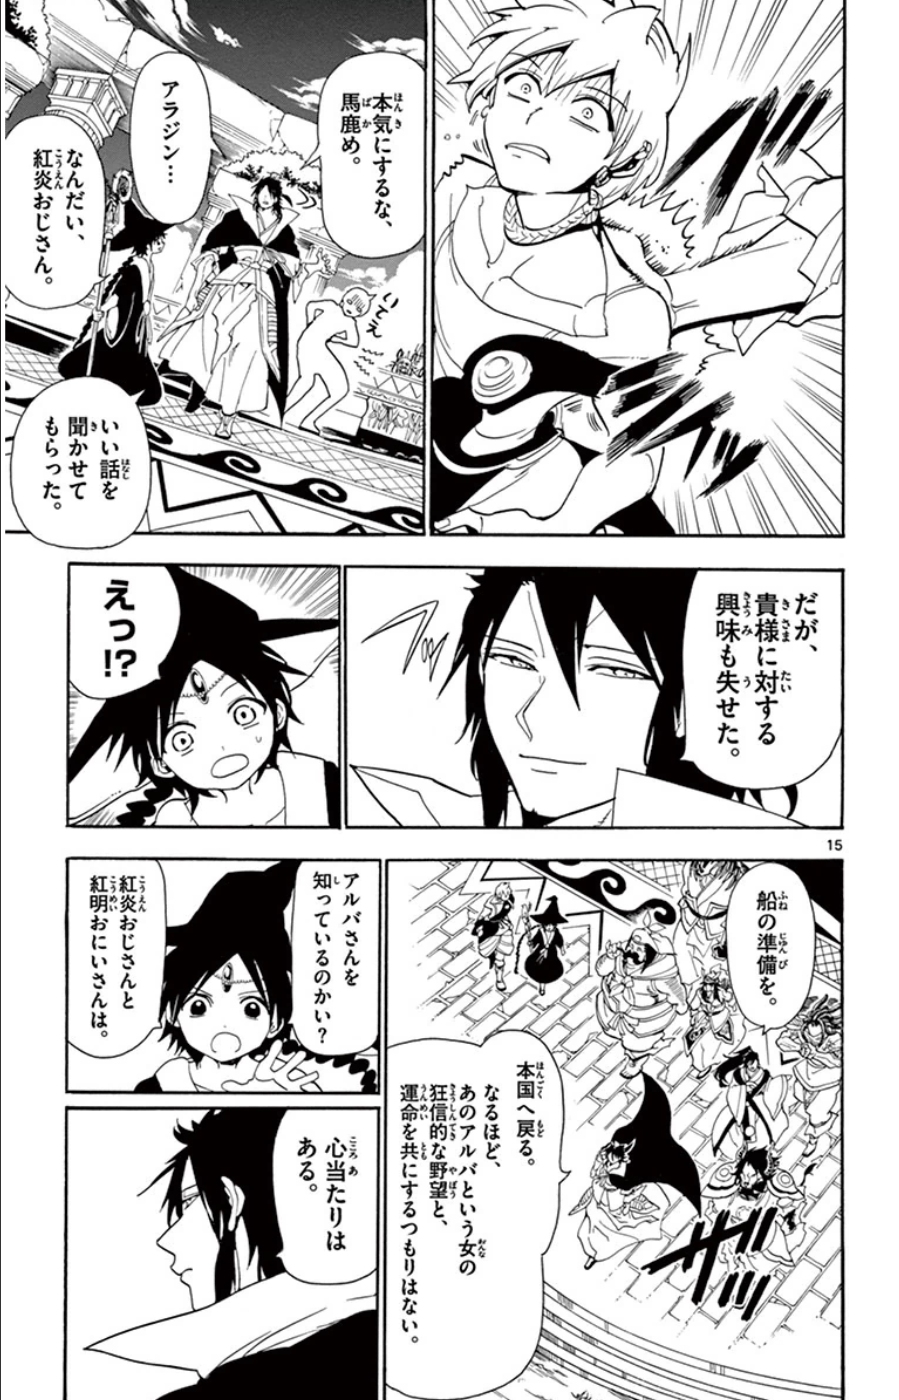 本気にするな、
馬鹿め。
いてえ
アラジン…
なんだい、
紅炎おじさん。
いい話を
聞かせて
もらった。
だが、
貴様に対する
興味も失せた。
えっ!?
15
船の準備を。
本国へ戻る。
なるほど、
あのアルバという女の
狂信的な野望と、
運命を共にするつもりはない。
ザッザッ
アルバさんを
知っているのかい?
紅炎おじさんと
紅明おにいさんは。
心当たりは
ある。